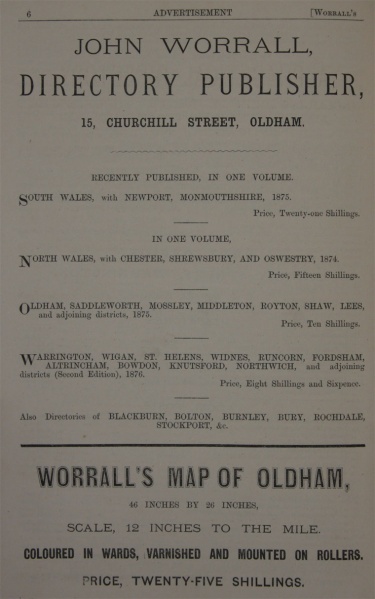 6 ADVERTISEMENT [WORRALL'S
JOHN WORRALL,
DIRECTORY PUBLISHER,
15, CHURCHILL STREET, OLDHAM.
RECENTLY PUBLISHED, IN ONE VOLUME.
SOUTH WALES, with NEWPORT, MONMOUTHSHIRE, 1875.
Price, Twenty-one Shillings.
IN ONE VOLUME,
NORTH WALES, with CHESTER, SHREWSBURY, AND OSWESTRY, 1874.
Price, Fifteen Shillings.
OLDHAM, SADDLEWORTH, MOSSLEY, MIDDLETON, ROYTON, SHAW, LEES,
and adjoining districts, 1875.
Price, Ten Shillings.
WARRINGTON, WIGAN, ST. HELENS, WIDNES, RUNCORN, FORDSHAM,
ALTRINCHAM, BOWDON, KNUTSFORD, NORTHWICH, and adjoining
districts (Second Edition), 1876.
Price, Eight Shillings and Sixpence.
Also Directories of BLACKBURN, BOLTON, BURNLEY, BURY, ROCHDALE,
STOCKPORT, &c.
WORRALL'S MAP OF OLDHAM,
46 INCHES BY 26 INCHES,
SCALE, 12 INCHES TO THE MILE.
COLOURED IN WARDS, VARNISHED AND MOUNTED ON ROLLERS.
PRICE, TWENTY-FIVE SHILLINGS.